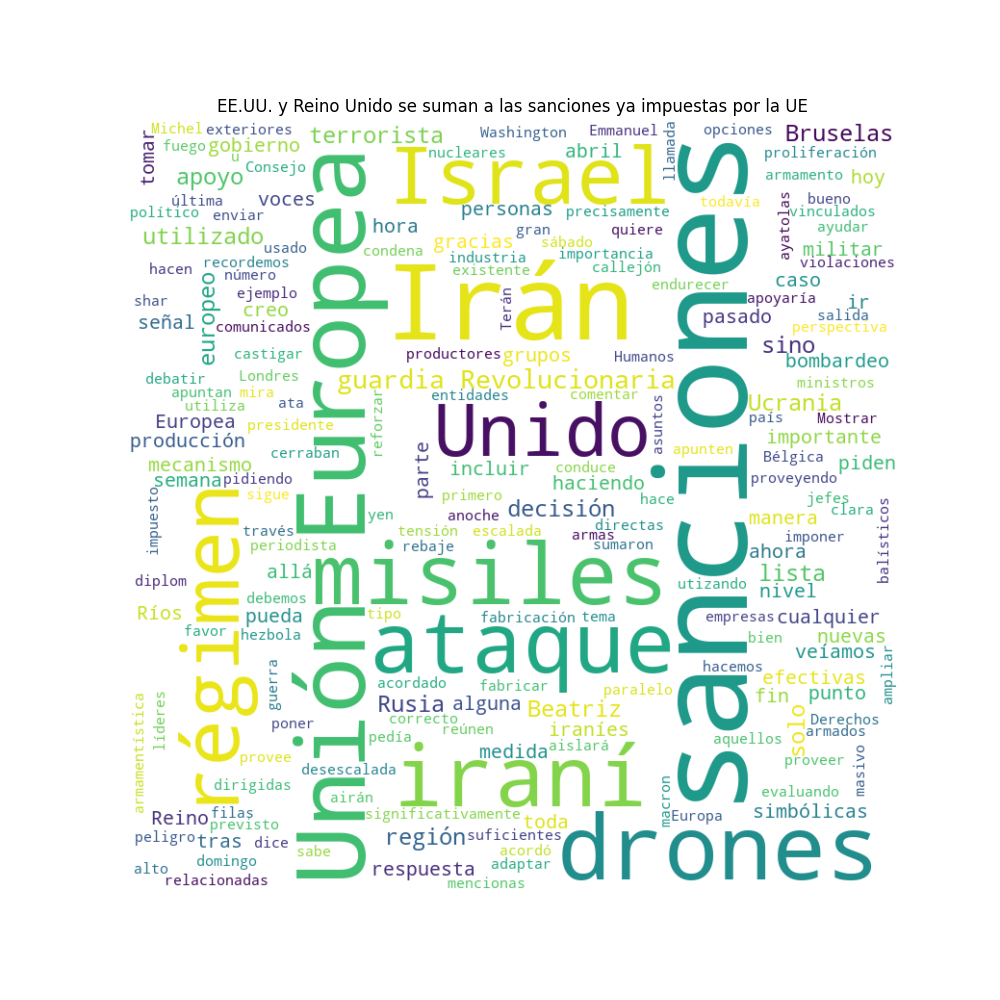 EE.UU. y Reino Unido se suman a las sanciones ya impuestas por la UE
Michel
exteriores
fuego
gobierno
u
Consejo
tomar
apoyo
última
voces
político
enviar
utilizado
usado
recordemos
hacen
número
ejemplo
creo
shar
señal
comunicados
europeo
castigar
debatir
Londres
apuntan
mira
utiliza
ata
Europea
presidente
producción
cerraban
mecanismo
semana
pidiendo
sigue
impuesto
través
periodista
diplom
allá
debemos
Ríos
pueda
favor
hezbola
régimen
guerra
poner
armamentística
líderes
provee
dirigidas
Reino
filas
previsto
peligro
tras
dice
domingo
alto
relacionadas
terrorista
Washington
Emmanuel
llamada
opciones
Bruselas
nucleares
abril
proliferación
Israel
armamento
hoy
personas
precisamente
todavía
ayatolas
bueno
vinculados
hora
gran
quiere
ayudar
gracias
sábado
condena
industria
importancia
militar
existente
callejón
violaciones
endurecer
caso
Irán
Terán
apoyaría
ir
pasado
salida
perspectiva
sino
productores
grupos
Humanos
bombardeo
guardia Revolucionaria
ministros
entidades
comentar
Ucrania
reforzar
Unido
asuntos
país
Mostrar
importante
apunten
Bélgica
parte
incluir
conduce
piden
haciendo
proveyendo
primero
hace
jefes
anoche
decisión
clara
yen
directas
manera
tensión
escalada
armas
imponer
rebaje
sumaron
ahora
balísticos
Unión Europea
misiles
sanciones
lista
utizando
nivel
tipo
fabricación
tema
empresas
cualquier
ataque
bien
nuevas
veíamos
hacemos
ampliar
acordado
fabricar
paralelo
efectivas
fin
punto
Rusia
alguna
Beatriz
solo
Derechos
correcto
reúnen
iraníes
armados
pedía
aislará
aquellos
medida
proveer
masivo
desescalada
iraní
airán
macron
evaluando
significativamente
Europa
simbólicas
toda
región
suficientes
drones
sabe
acordó
respuesta
adaptar
mencionas